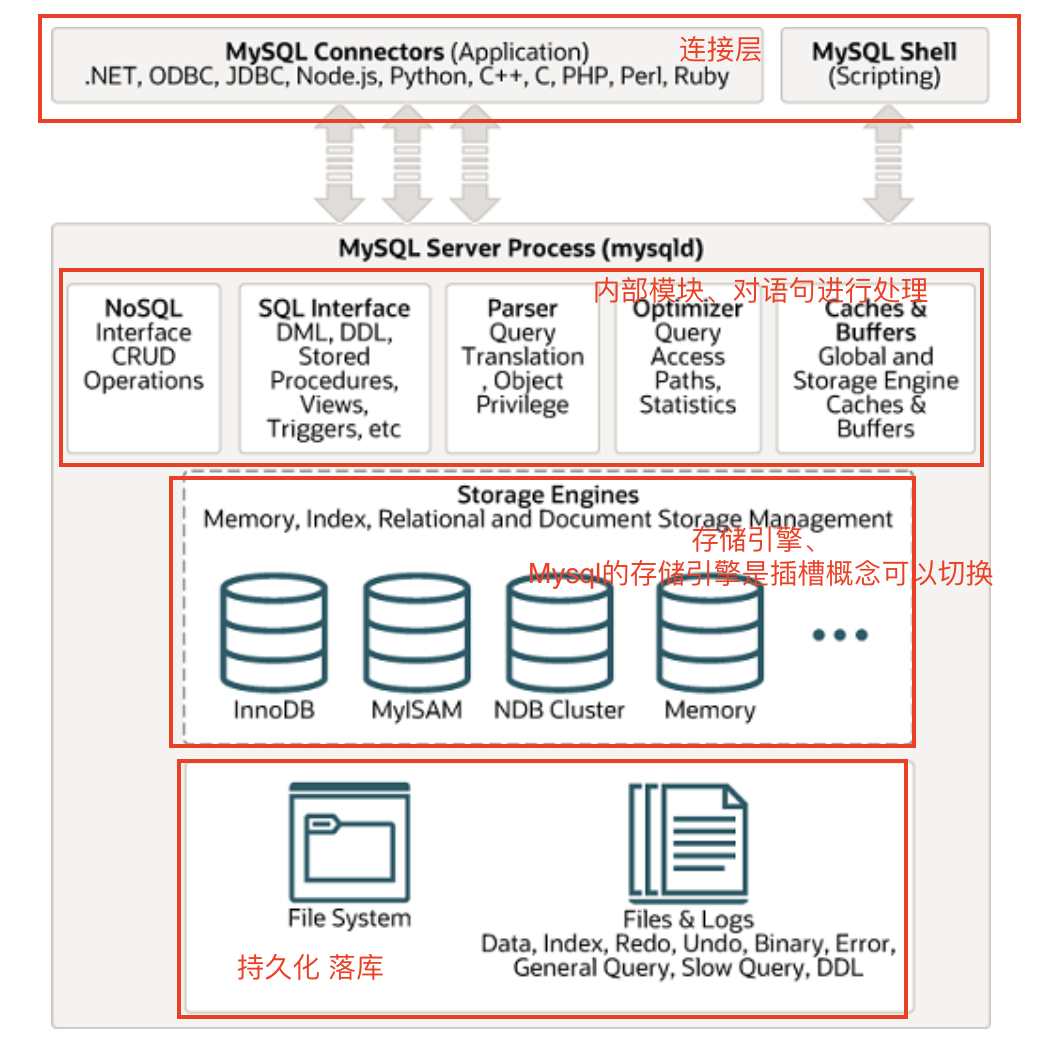 MySQL Connectors (Application)
.NET, ODBC, JDBC, Node.js, Python, C++, C, PHP, Perl, Ruby
连接层
MySQL Shell
(Scripting)
MySQL Server Process (mysqld)
内部模块、对语句进行处理
NoSQL
Interface
CRUD
Operations
SQL Interface
DML, DDL,
Stored
Procedures,
Views,
Triggers, etc
Parser
Query
Translation
, Object
Privilege
Optimizer
Query
Access
Paths,
Statistics
Caches &
Buffers
Global and
Storage Engine
Caches &
Buffers
Storage Engines
Memory, Index, Relational and Document Storage Management
存储引擎、
Mysql的存储引擎是插槽概念可以切换
InnoDB
MyISAM
NDB Cluster
Memory
File System
持久化 落库
Files & Logs
Data, Index, Redo, Undo, Binary, Error,
General Query, Slow Query, DDL